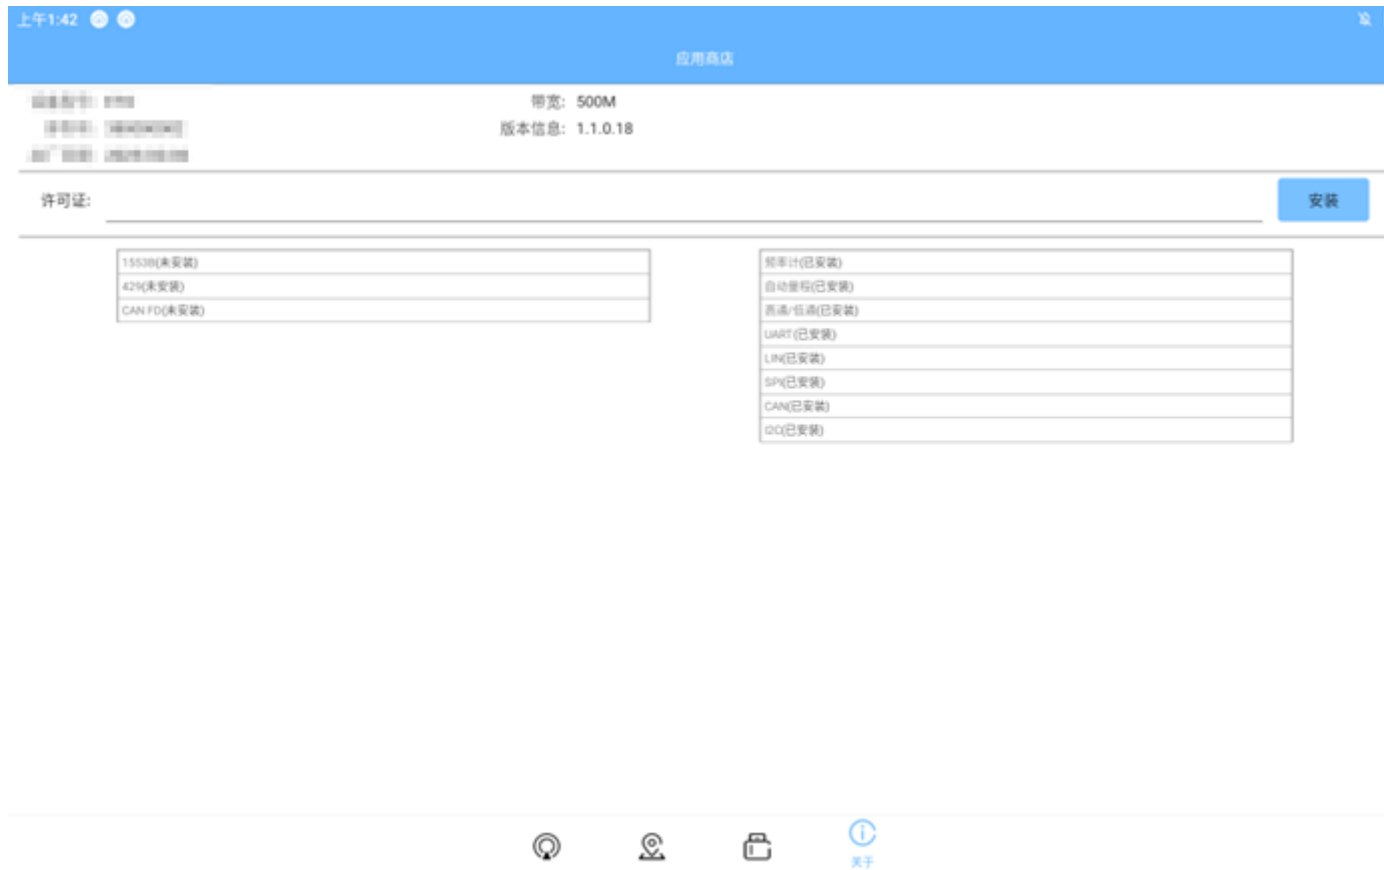 上午1:42
应用商店
带宽: 500M
版本信息: 1.1.0.18
许可证:
安装
1553B(未安装)
429(未安装)
CAN FD(未安装)
频率计(已安装)
自动量程(已安装)
高通/低通(已安装)
UART(已安装)
LIN(已安装)
SPI(已安装)
CAN(已安装)
I2C(已安装)
关于